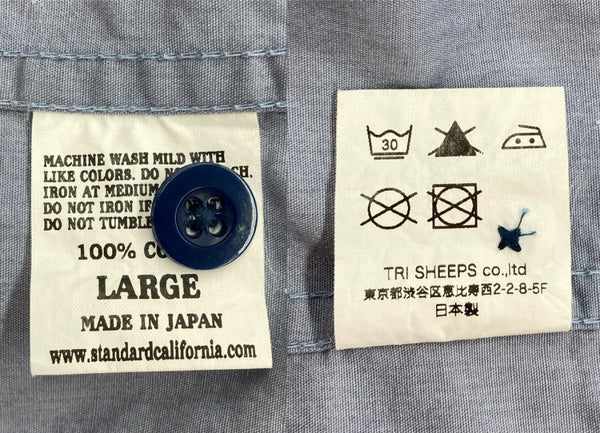 MACHINE WASH MILD WITH
LIKE COLORS. DO CH.
IRON AT MEDIUM
DO NOT IRON IF
DO NOT TUMBLE
100% CO
LARGE
MADE IN JAPAN
www.standardcalifornia.com
30
TRI SHEEPS co.,ltd
東京都渋谷区恵比寿西2-2-8-5F
日本製